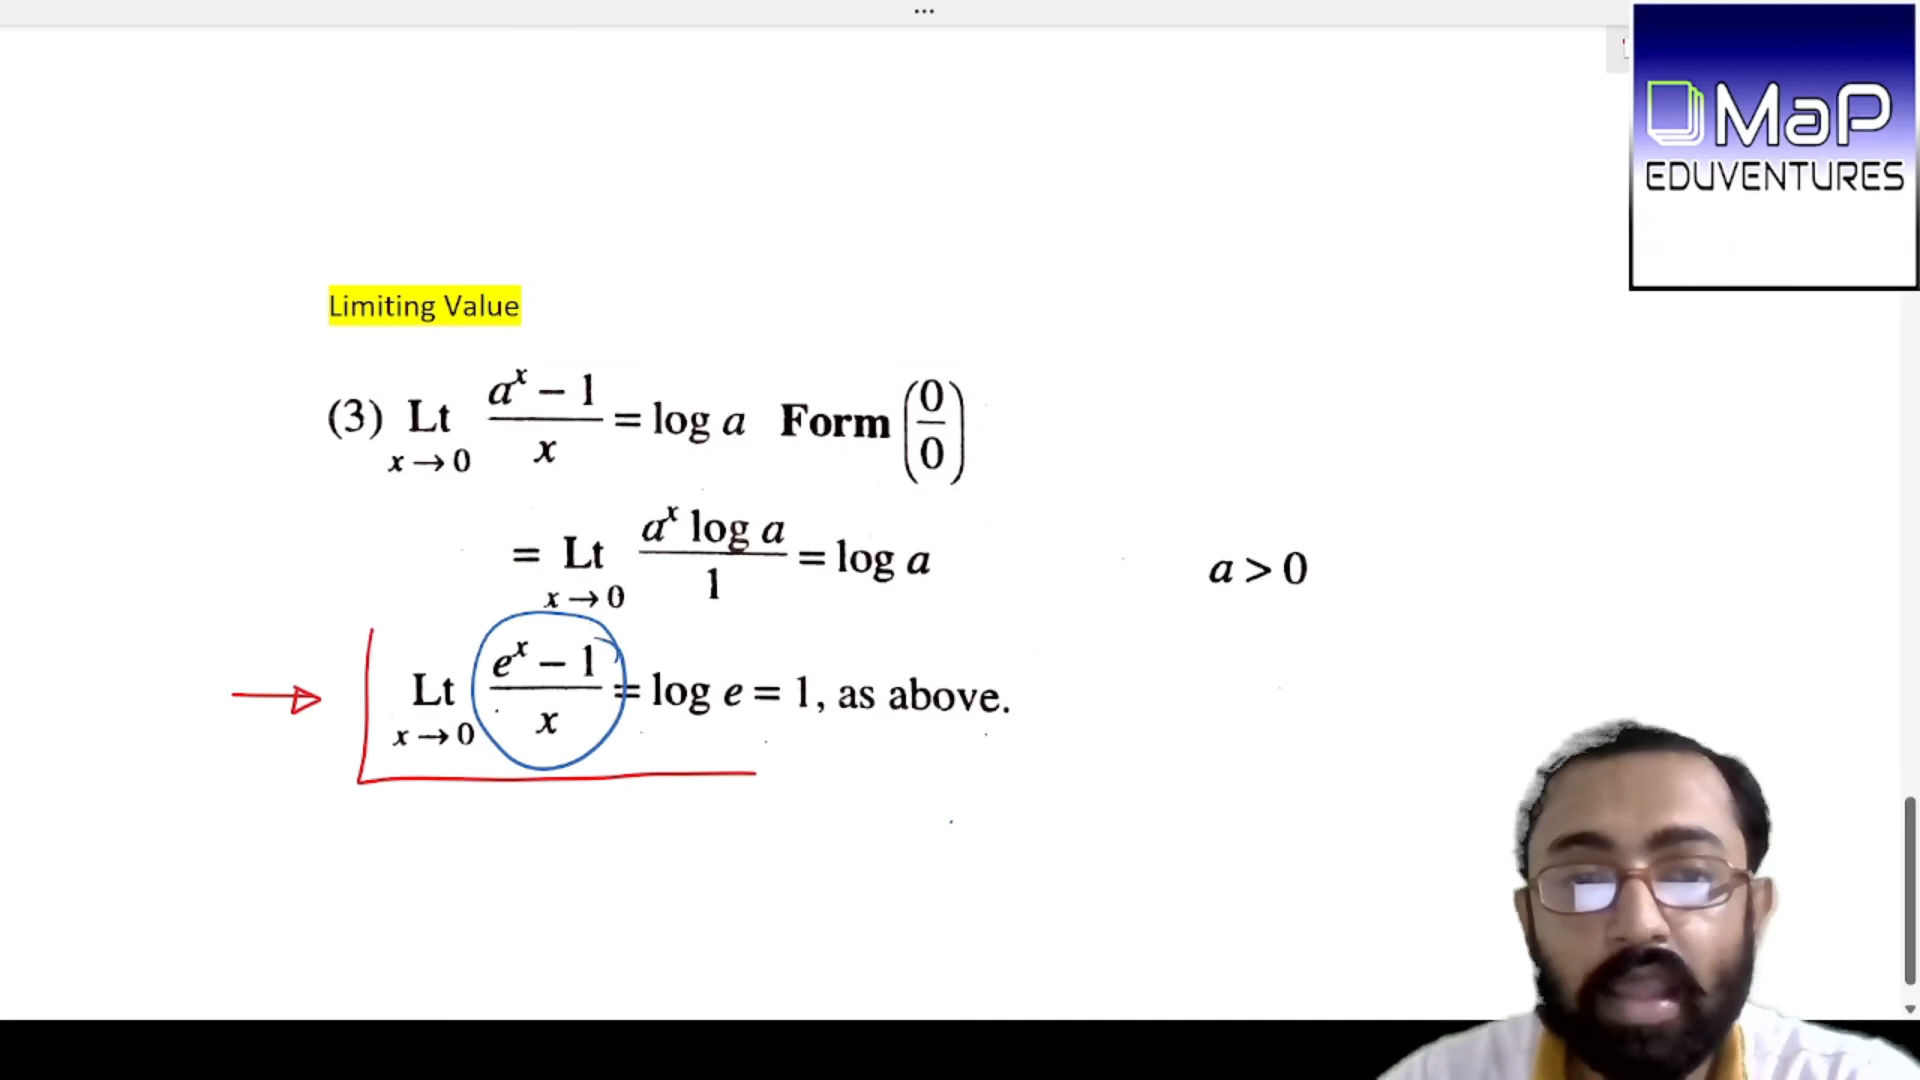 ...
MaP
EDUVENTURES
Limiting Value
(3) Lt x→0 (a^x – 1)/x = log a Form (0/0)
= Lt x→0 (a^x log a)/1 = log a
a > 0
Lt x→0 (e^x – 1)/x = log e = 1, as above.